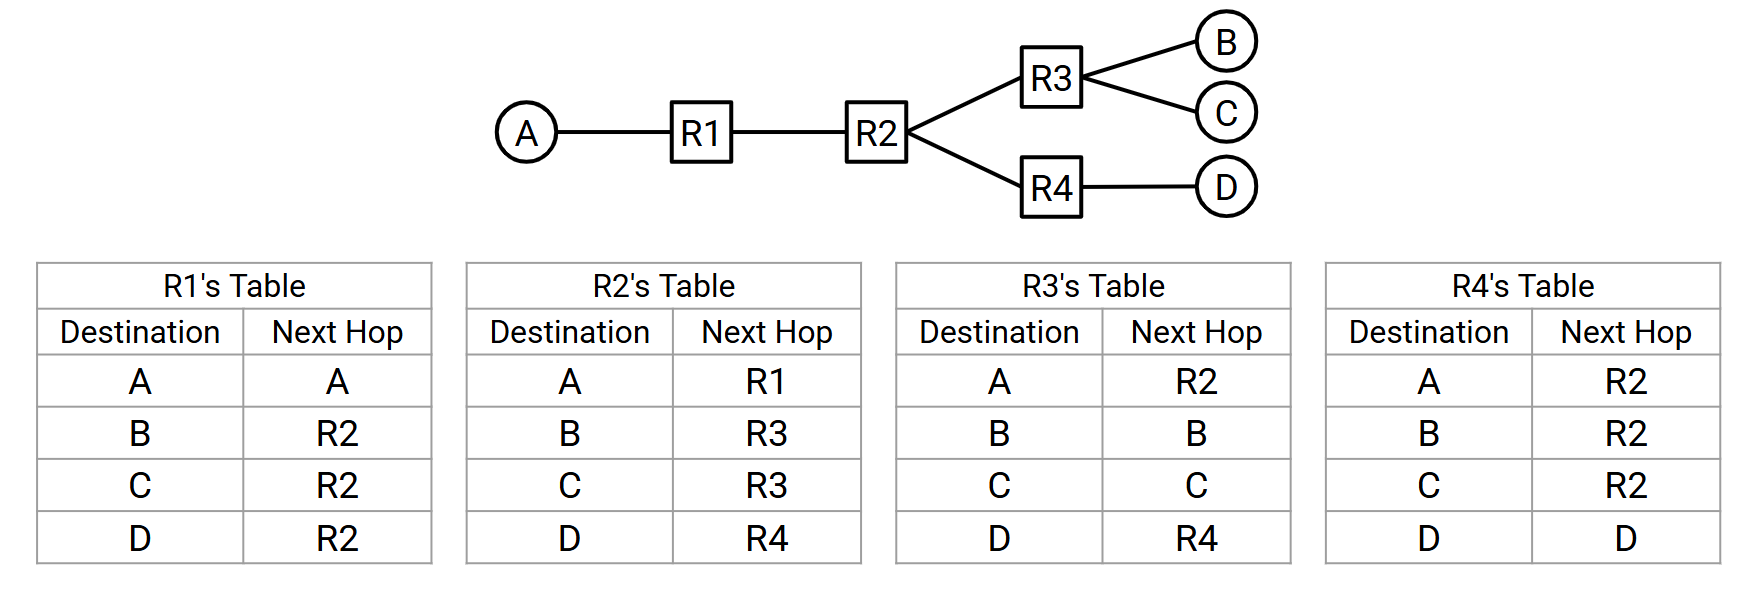 B
R3
C
A
R1
R2
R4
D
R1's Table
Destination Next Hop
A A
B R2
C R2
D R2
R2's Table
Destination Next Hop
A R1
B R3
C R3
D R4
R3's Table
Destination Next Hop
A R2
B B
C C
D R4
R4's Table
Destination Next Hop
A R2
B R2
C R2
D D